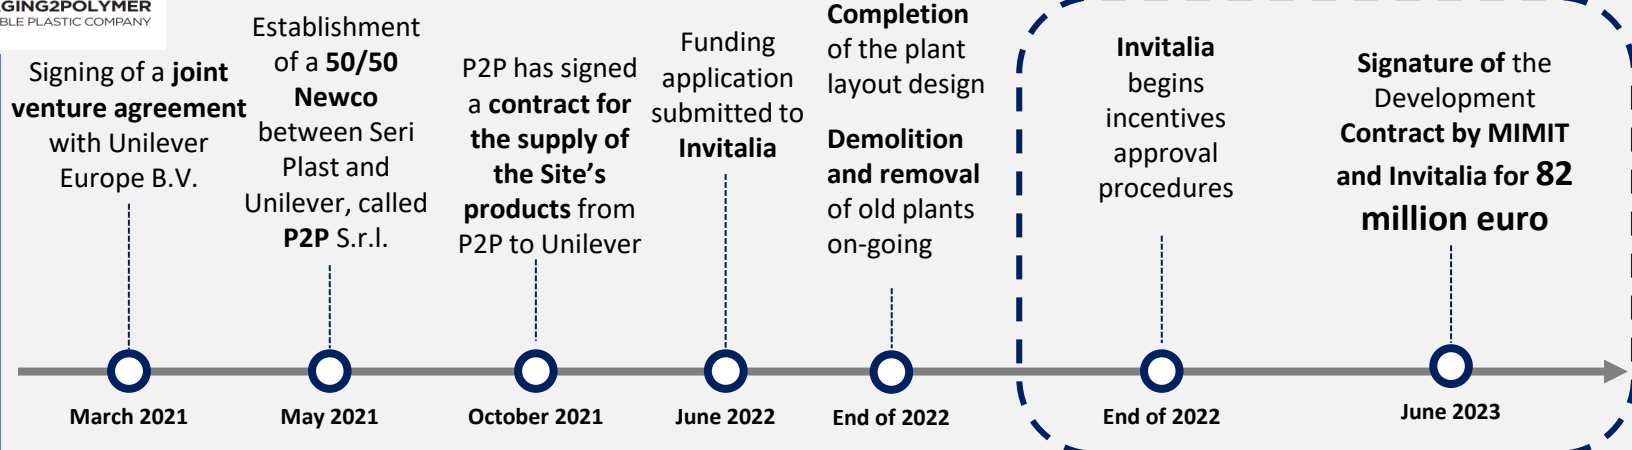 PLASTIC COMPANY
Signing of a joint
venture agreement
with Unilever
Europe B.V.
Establishment
of a 50/50
Newco
between Seri
Plast and
Unilever, called
P2P S.r.l.
P2P has signed
a contract for
the supply of
the Site’s
products from
P2P to Unilever
Funding
application
submitted to
Invitalia
Completion
of the plant
layout design
Demolition
and removal
of old plants
on-going
Invitalia
begins
incentives
approval
procedures
Signature of the
Development
Contract by MIMIT
and Invitalia for 82
million euro
March 2021
May 2021
October 2021
June 2022
End of 2022
End of 2022
June 2023